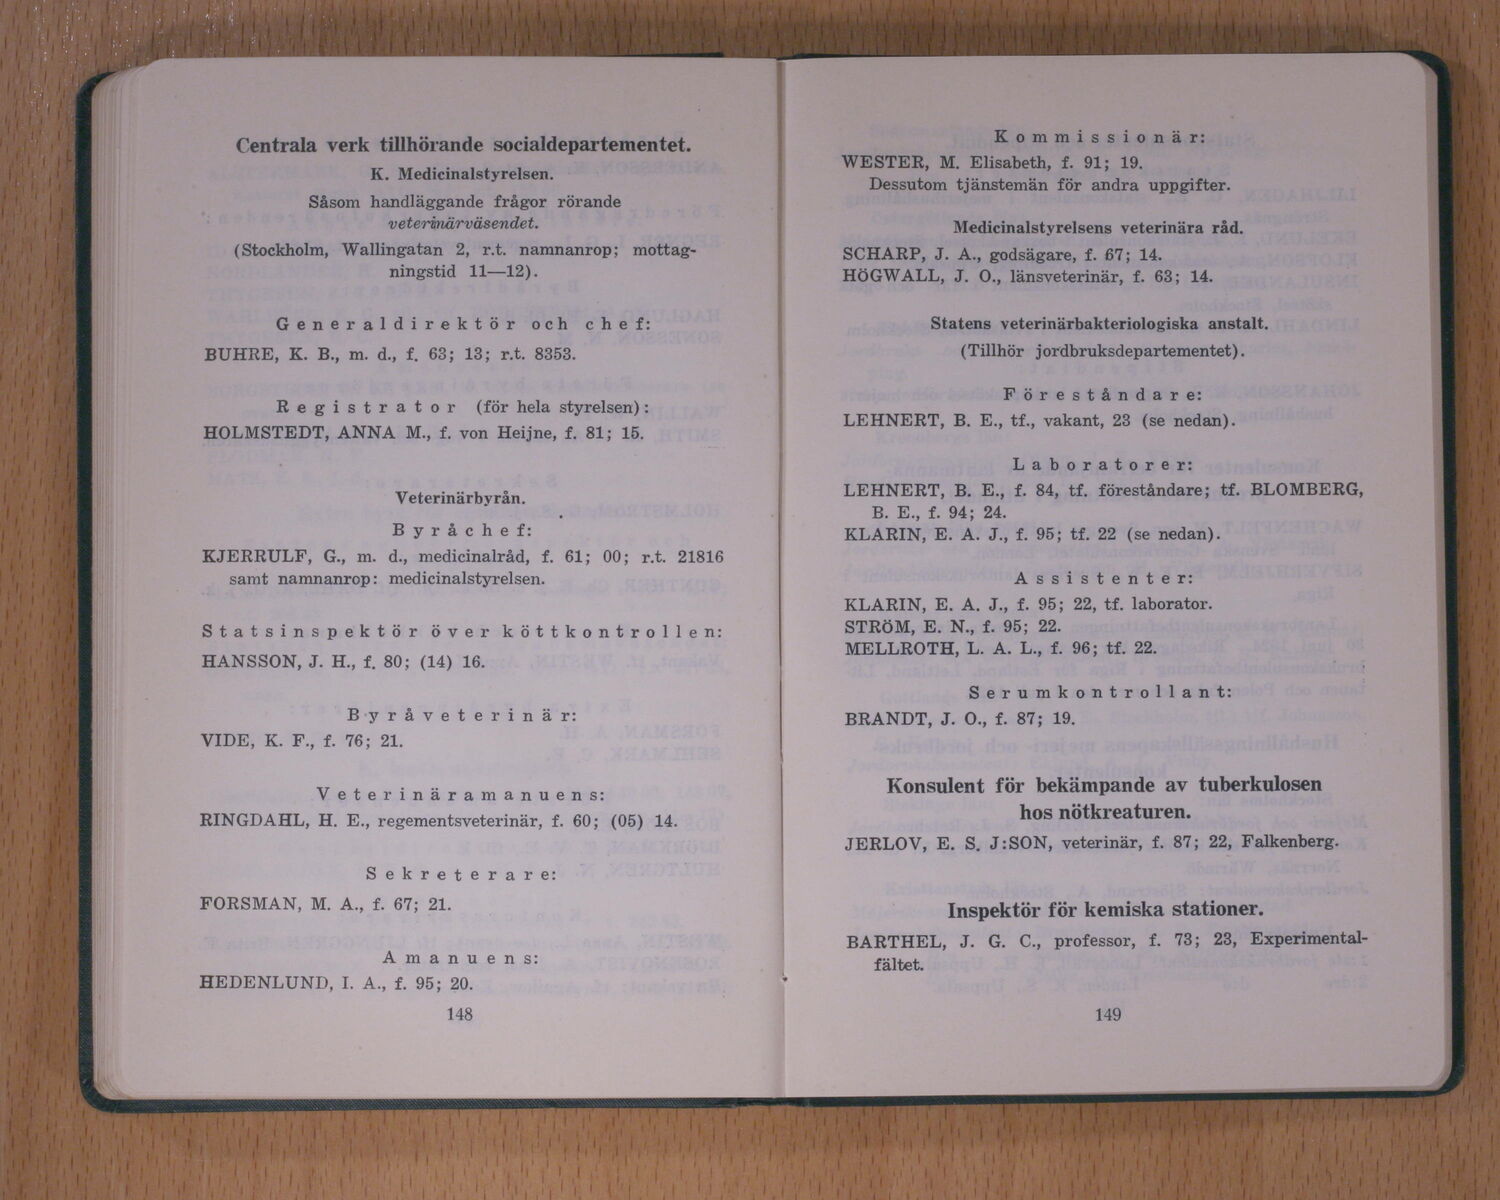 Centrala verk tillhörande socialdepartementet.
K. Medicinalstyrelsen.
Såsom handläggande frågor rörande
veterinärväsendet.
(Stockholm, Wallingatan 2, r.t. namnanrop; mottag-
ningstid 11—12).
Generaldirektör och chef:
BUHRE, K. B., m. d., f. 63; 13; r.t. 8353.
Registrator (för hela styrelsen):
HOLMSTEDT, ANNA M., f. von Heijne, f. 81; 15.
Veterinärbyrån.
Byråchef:
KJERRULF, G., m. d., medicinalråd, f. 61; 00; r.t. 21816
samt namnanrop: medicinalstyrelsen.
Statsinspektör över köttkontrollen:
HANSSON, J. H., f. 80; (14) 16.
Byråveterinär:
VIDE, K. F., f. 76; 21.
Veterinäramanuens:
RINGDAHL, H. E., regementsveterinär, f. 60; (05) 14.
Sekreterare:
FORSMAN, M. A., f. 67; 21.
Amanuens:
HEDENLUND, I. A., f. 95; 20.
148
Kommissionär:
WESTER, M. Elisabeth, f. 91; 19.
Dessutom tjänstemän för andra uppgifter.
Medicinalstyrelsens veterinära råd.
SCHARP, J. A., godsägare, f. 67; 14.
HÖGWALL, J. O., länsveterinär, f. 63; 14.
Statens veterinärbakteriologiska anstalt.
(Tillhör jordbruksdepartementet).
Föreståndare:
LEHNERT, B. E., tf., vakant, 23 (se nedan).
Laboratorer:
LEHNERT, B. E., f. 84, tf. föreståndare; tf. BLOMBERG,
B. E., f. 94; 24.
KLARIN, E. A. J., f. 95; tf. 22 (se nedan).
Assistenter:
KLARIN, E. A. J., f. 95; 22, tf. laborator.
STRÖM, E. N., f. 95; 22.
MELLROTH, L. A. L., f. 96; tf. 22.
Serumkontrollant:
BRANDT, J. O., f. 87; 19.
Konsulent för bekämpande av tuberkulosen
hos nötkreaturen.
JERLOV, E. S. J:SON, veterinär, f. 87; 22, Falkenberg.
Inspektör för kemiska stationer.
BARTHEL, J. G. C., professor, f. 73; 23, Experimental-
fältet.
149